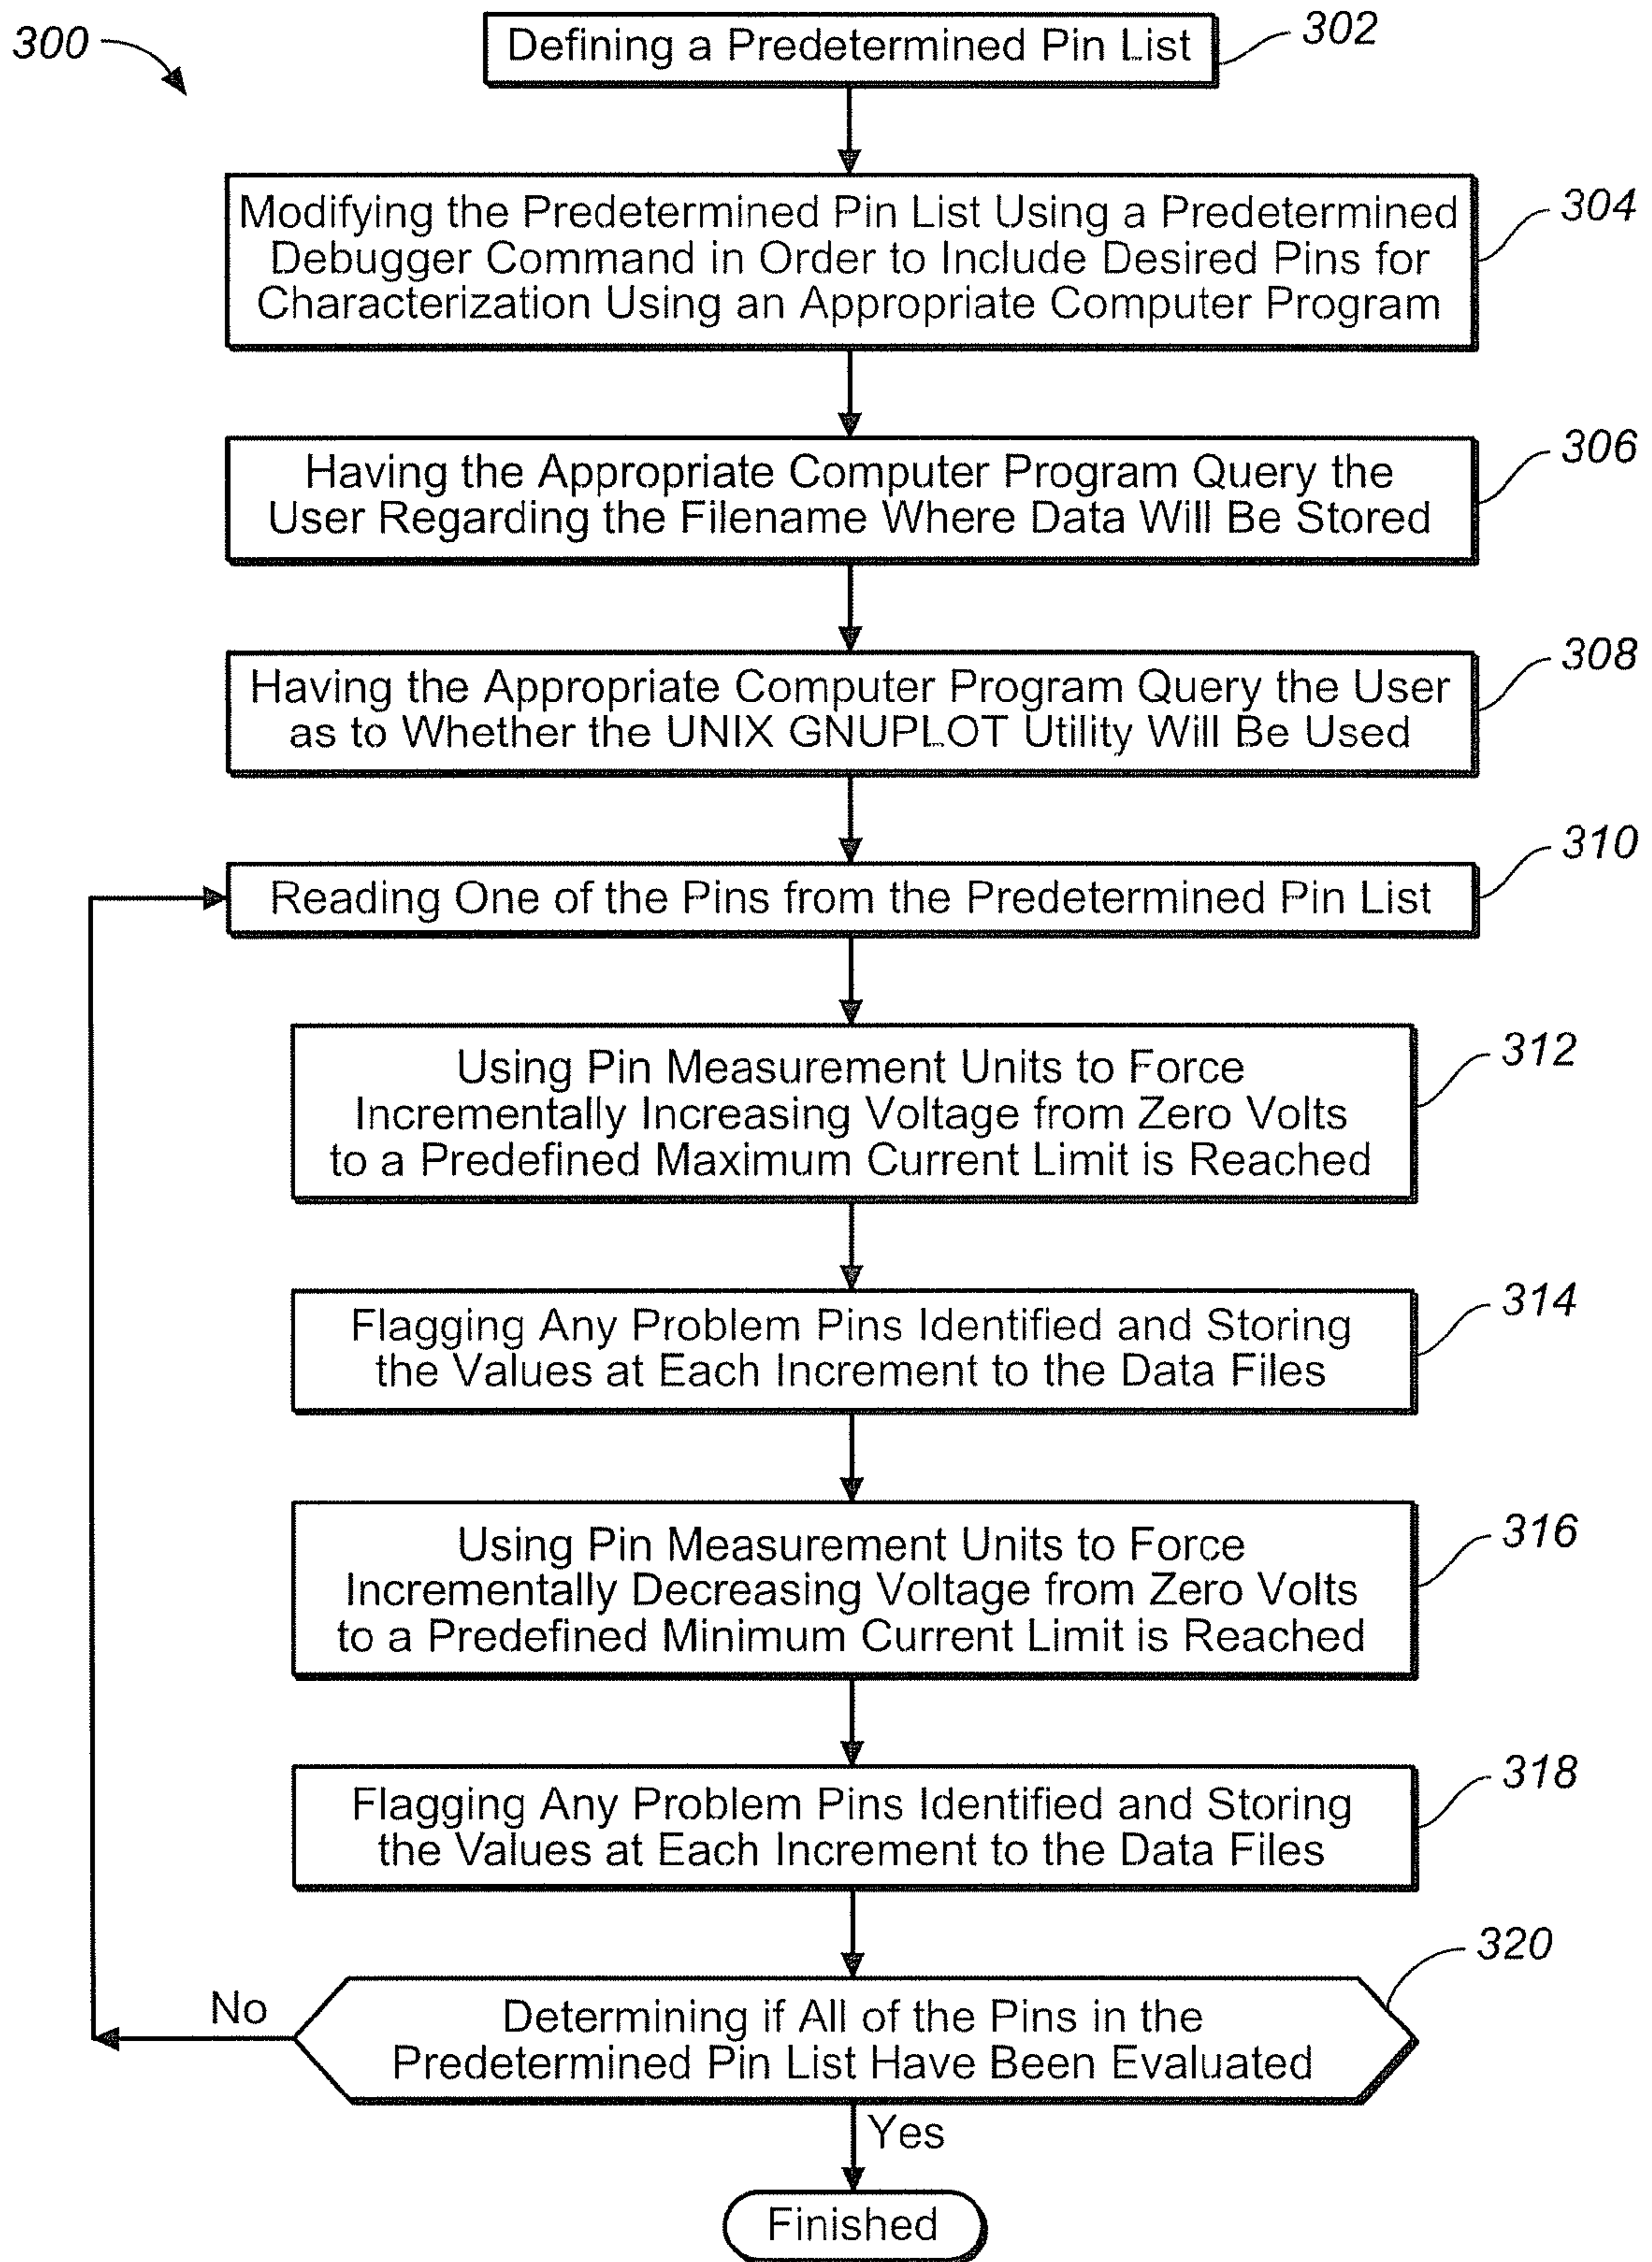 300
Defining a Predetermined Pin List
302
Modifying the Predetermined Pin List Using a Predetermined
Debugger Command in Order to Include Desired Pins for
Characterization Using an Appropriate Computer Program
304
Having the Appropriate Computer Program Query the
User Regarding the Filename Where Data Will Be Stored
306
Having the Appropriate Computer Program Query the User
as to Whether the UNIX GNUPLOT Utility Will Be Used
308
Reading One of the Pins from the Predetermined Pin List
310
Using Pin Measurement Units to Force
Incrementally Increasing Voltage from Zero Volts
to a Predefined Maximum Current Limit is Reached
312
Flagging Any Problem Pins Identified and Storing
the Values at Each Increment to the Data Files
314
Using Pin Measurement Units to Force
Incrementally Decreasing Voltage from Zero Volts
to a Predefined Minimum Current Limit is Reached
316
Flagging Any Problem Pins Identified and Storing
the Values at Each Increment to the Data Files
318
Determining if All of the Pins in the
Predetermined Pin List Have Been Evaluated
320
No
Yes
Finished